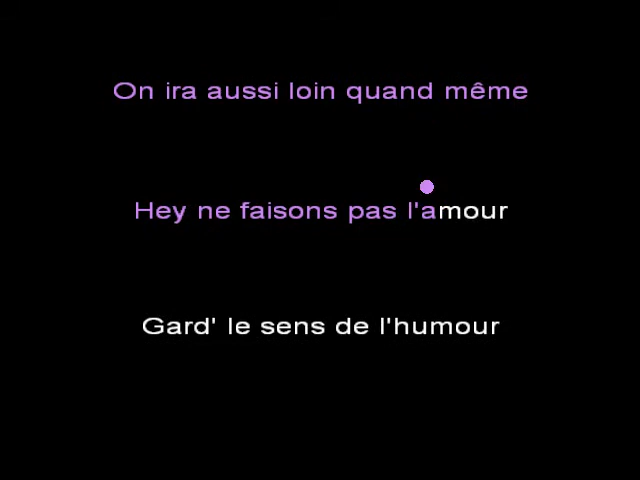 On ira aussi loin quand même
Hey ne faisons pas l'amour
Gard' le sens de l'humour